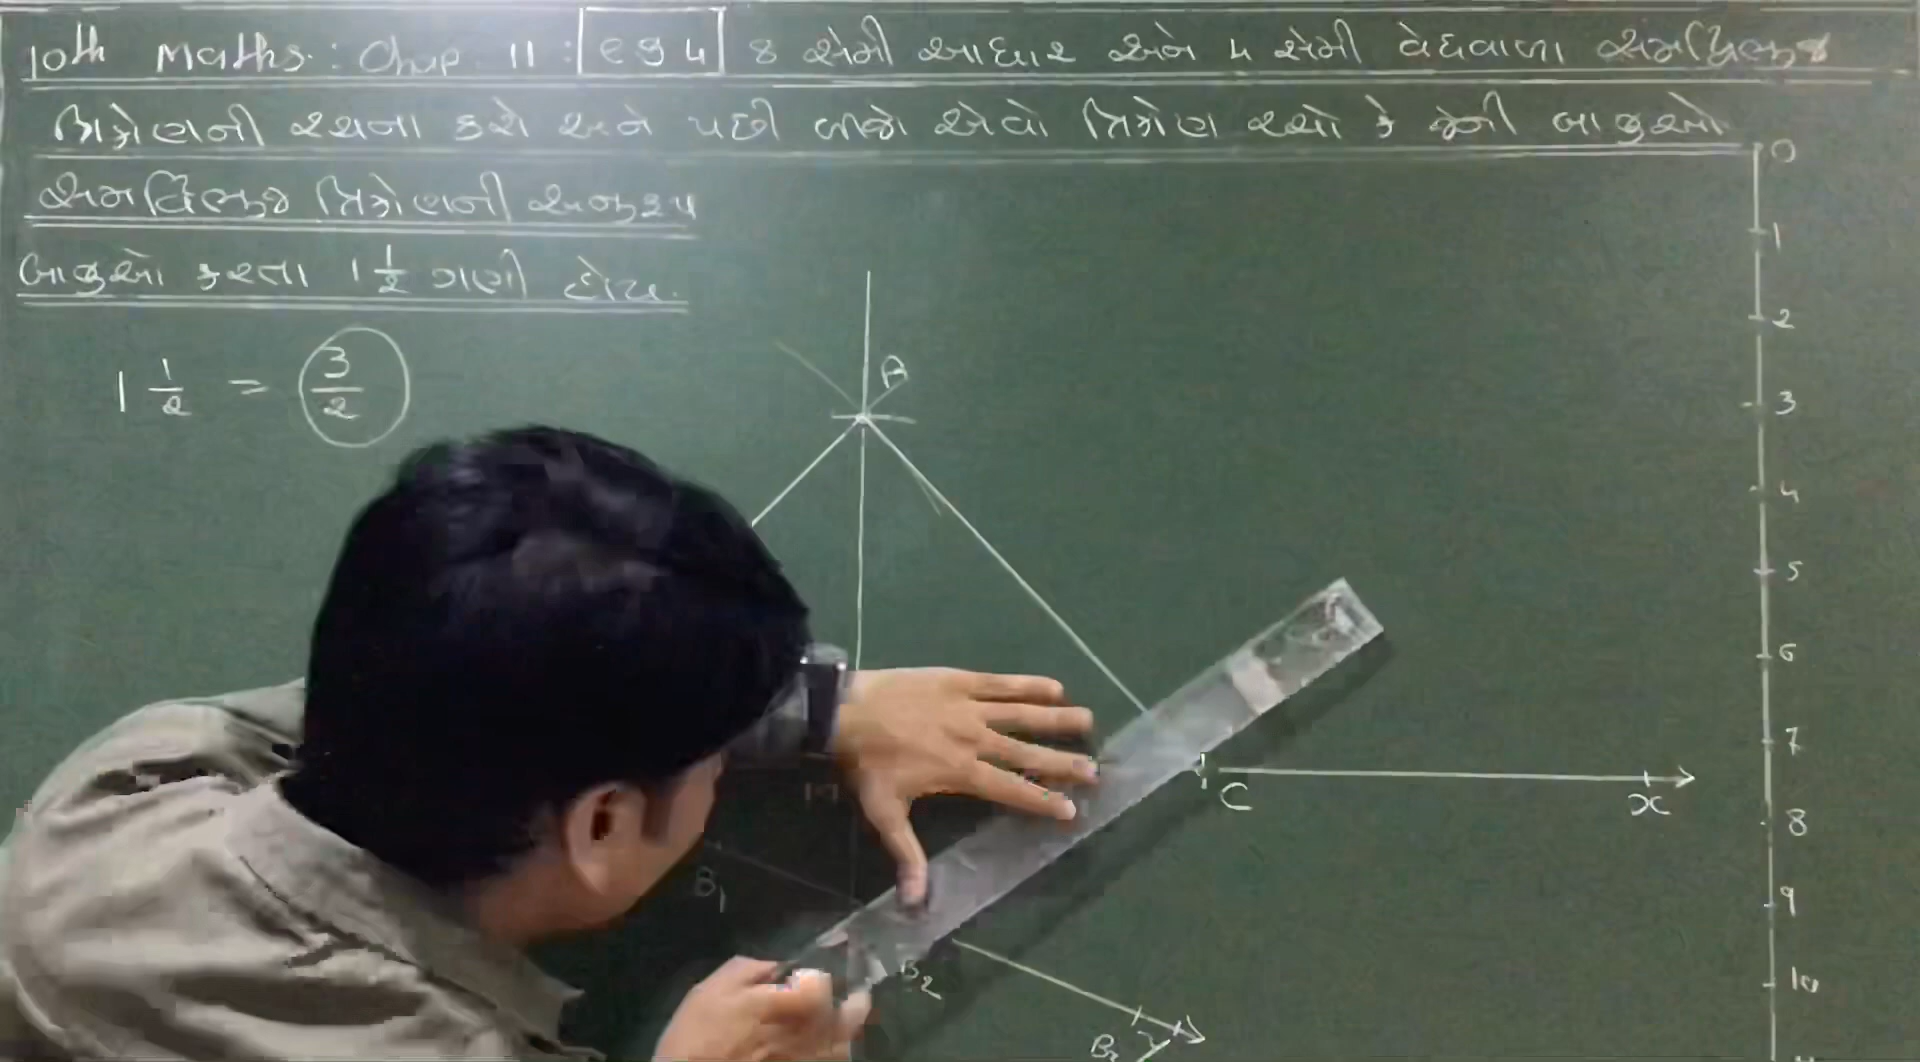 10th Maths : Chap 11 : દા 4 8 સેમી આધાર અને 4 સેમી વેધવાળા સમદ્વિભુજ
ત્રિકોણની રચના કરો અને પછી બીજો એવો ત્રિકોણ રચો કે જેની બાજુઓ
સમદ્વિભુજ ત્રિકોણની અનુરૂપ
બાજુઓ કરતા 1 1/2 ગણી હોય.
1 1/2 = 3/2
A
M
C
x
B1
B2
B3
0
1
2
3
4
5
6
7
8
9
10